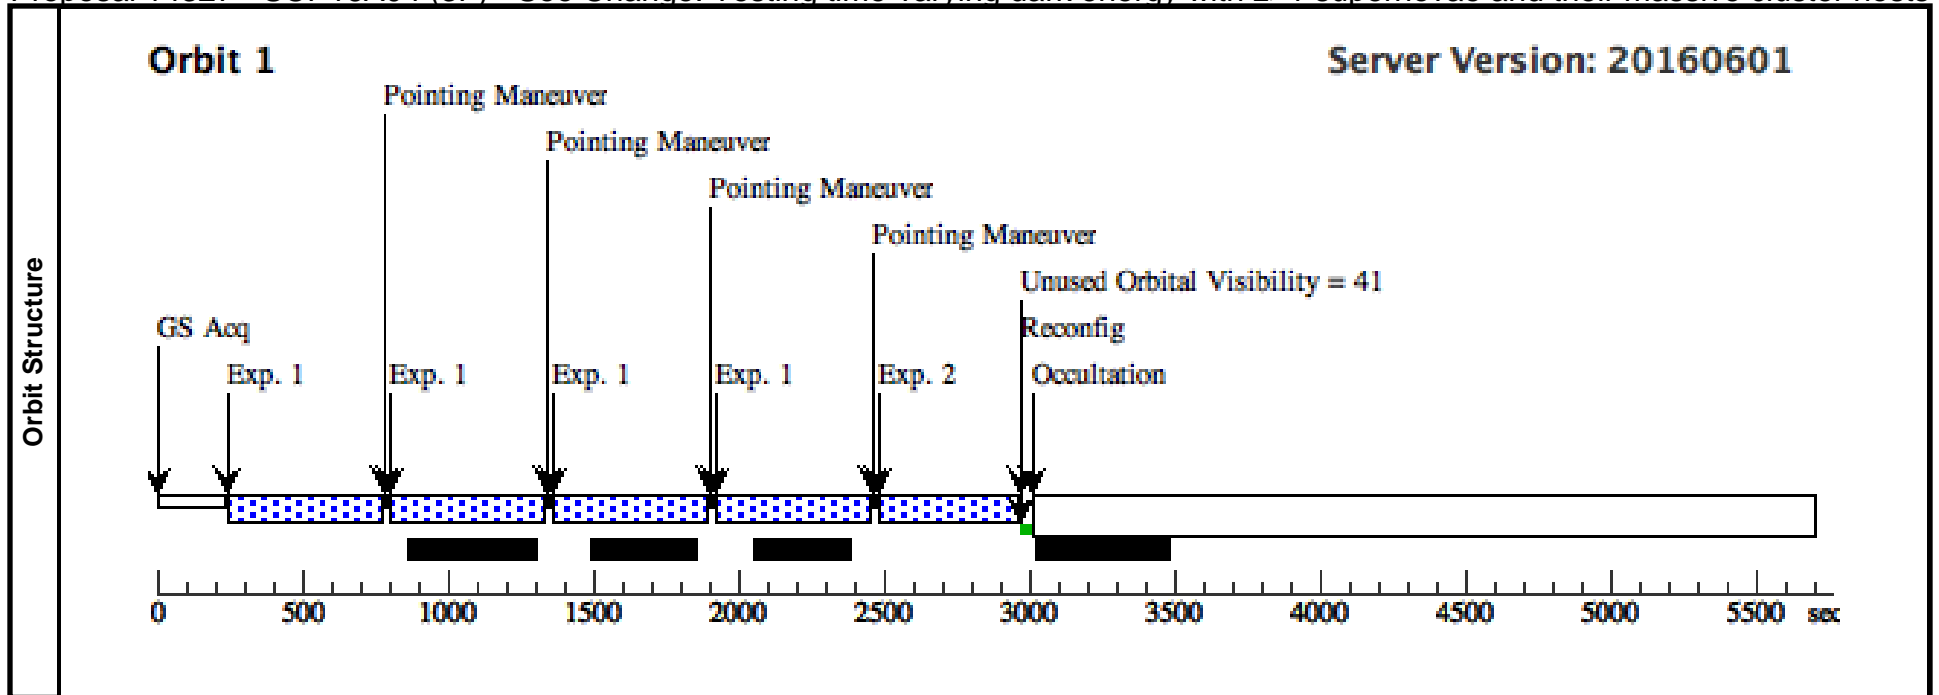 Orbit 1
Server Version: 20160601
Pointing Maneuver
Pointing Maneuver
Pointing Maneuver
Pointing Maneuver
Unused Orbital Visibility = 41
GS Acq
Reconfig
Exp. 1
Exp. 1
Exp. 1
Exp. 1
Exp. 2
Occultation
Orbit Structure
0 500 1000 1500 2000 2500 3000 3500 4000 4500 5000 5500 sec